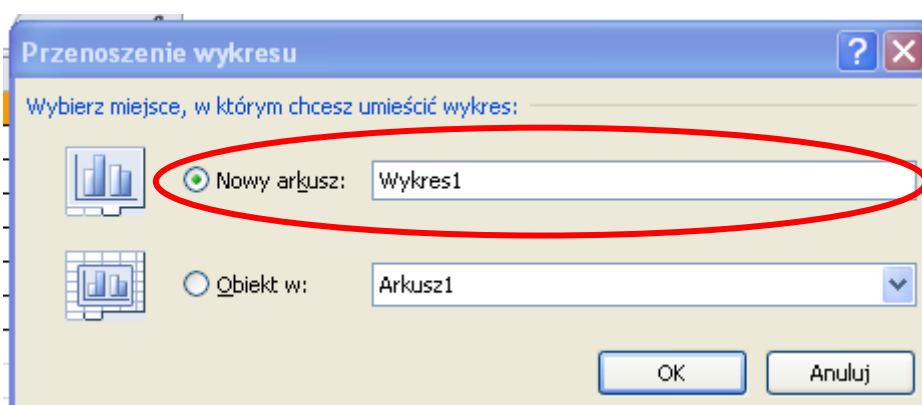 Przenoszenie wykresu
Wybierz miejsce, w którym chcesz umieścić wykres:
Nowy arkusz: Wykres1
Obiekt w: Arkusz1
OK Anuluj